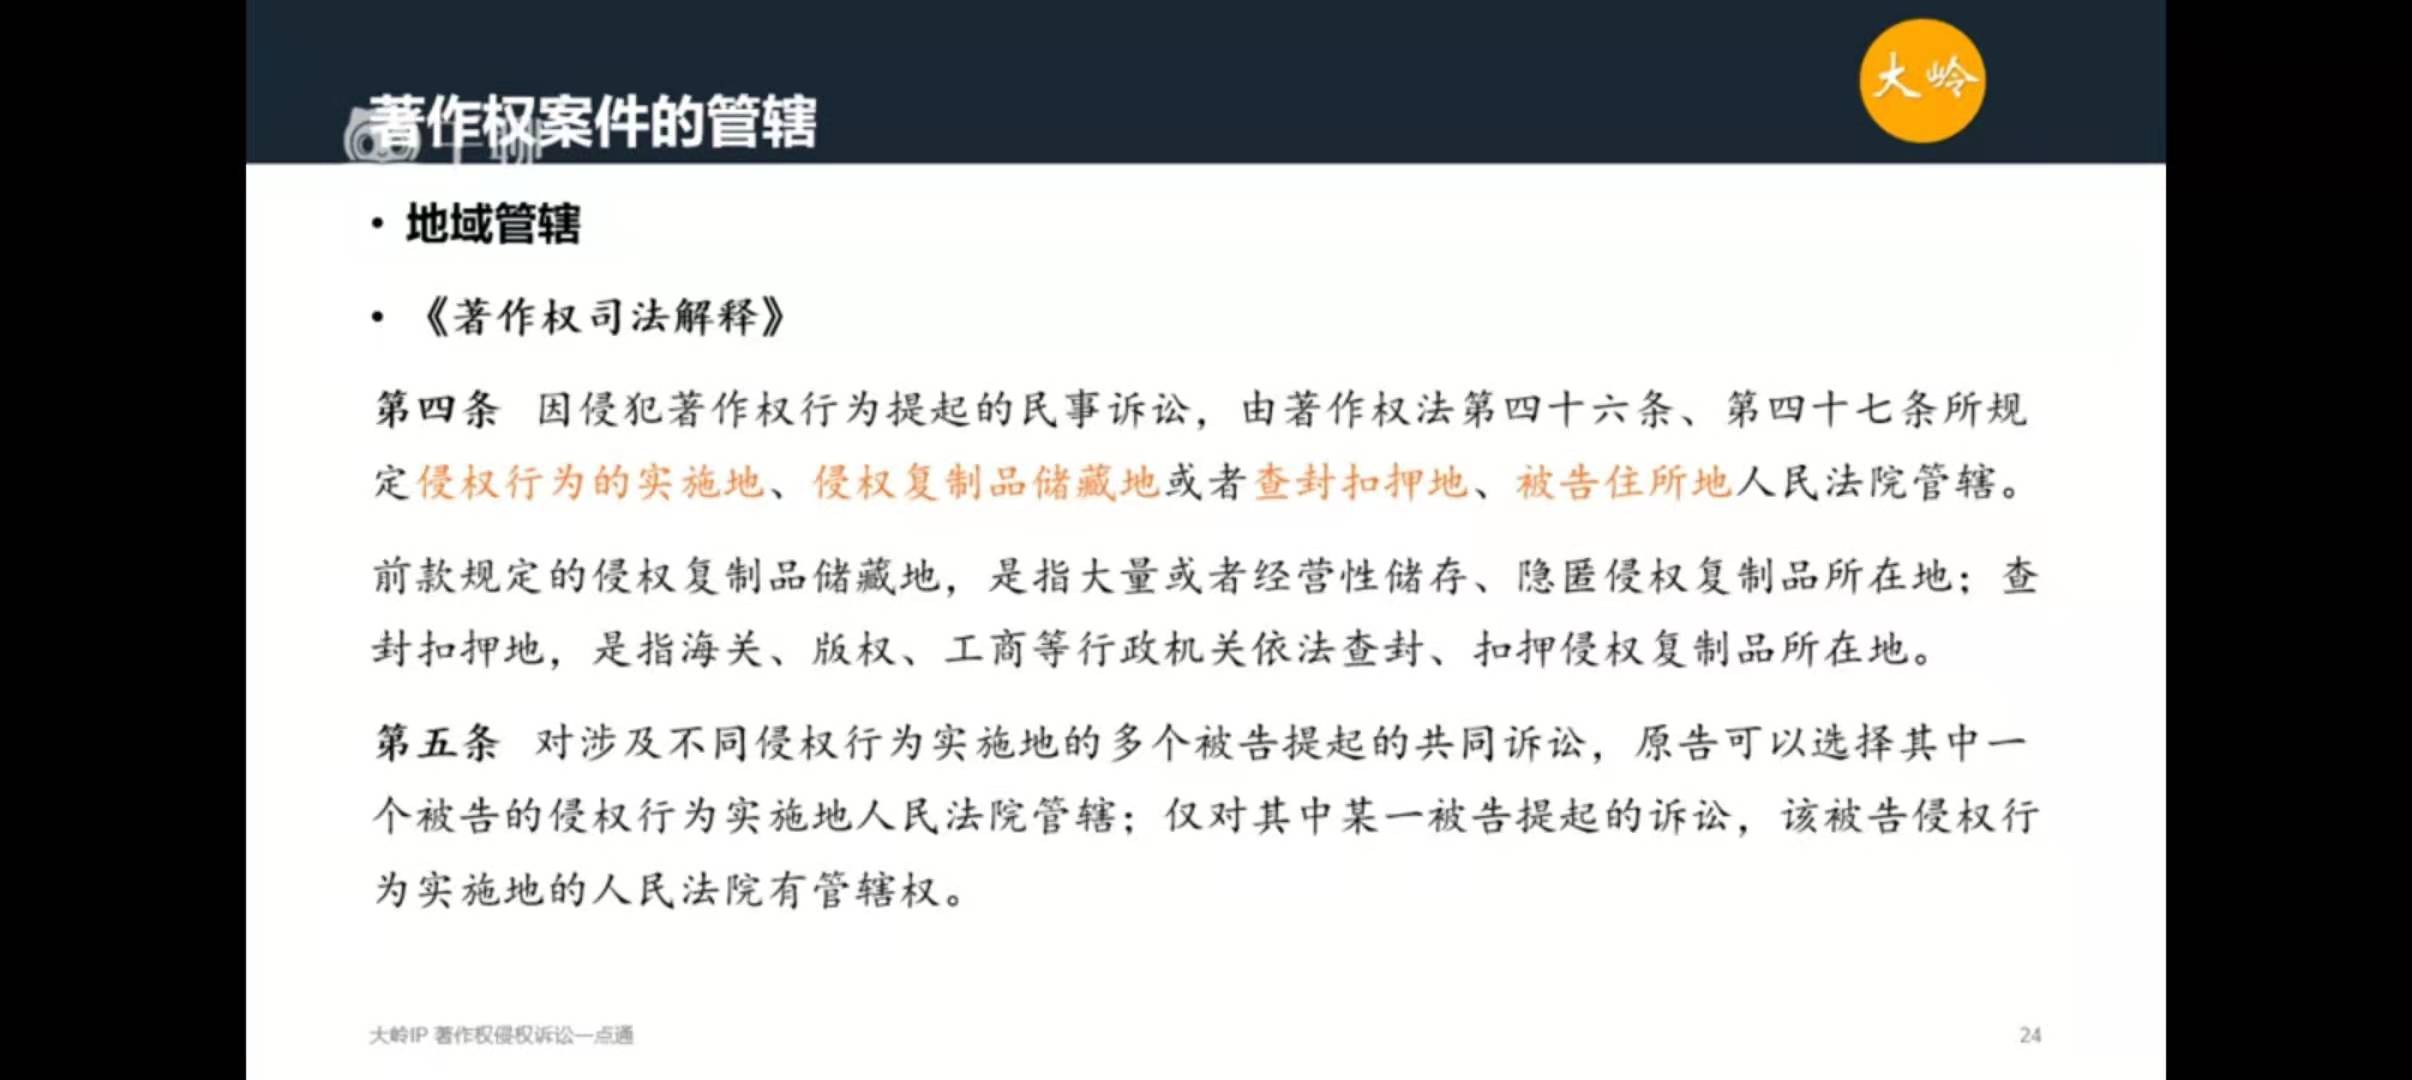 大岭
著作权案件的管辖
千聊
• 地域管辖
• 《著作权司法解释》
第四条 因侵犯著作权行为提起的民事诉讼，由著作权法第四十六条、第四十七条所规
定侵权行为的实施地、侵权复制品储藏地或者查封扣押地、被告住所地人民法院管辖。
前款规定的侵权复制品储藏地，是指大量或者经营性储存、隐匿侵权复制品所在地；查
封扣押地，是指海关、版权、工商等行政机关依法查封、扣押侵权复制品所在地。
第五条 对涉及不同侵权行为实施地的多个被告提起的共同诉讼，原告可以选择其中一
个被告的侵权行为实施地人民法院管辖；仅对其中某一被告提起的诉讼，该被告侵权行
为实施地的人民法院有管辖权。
大岭IP 著作权侵权诉讼一点通
24